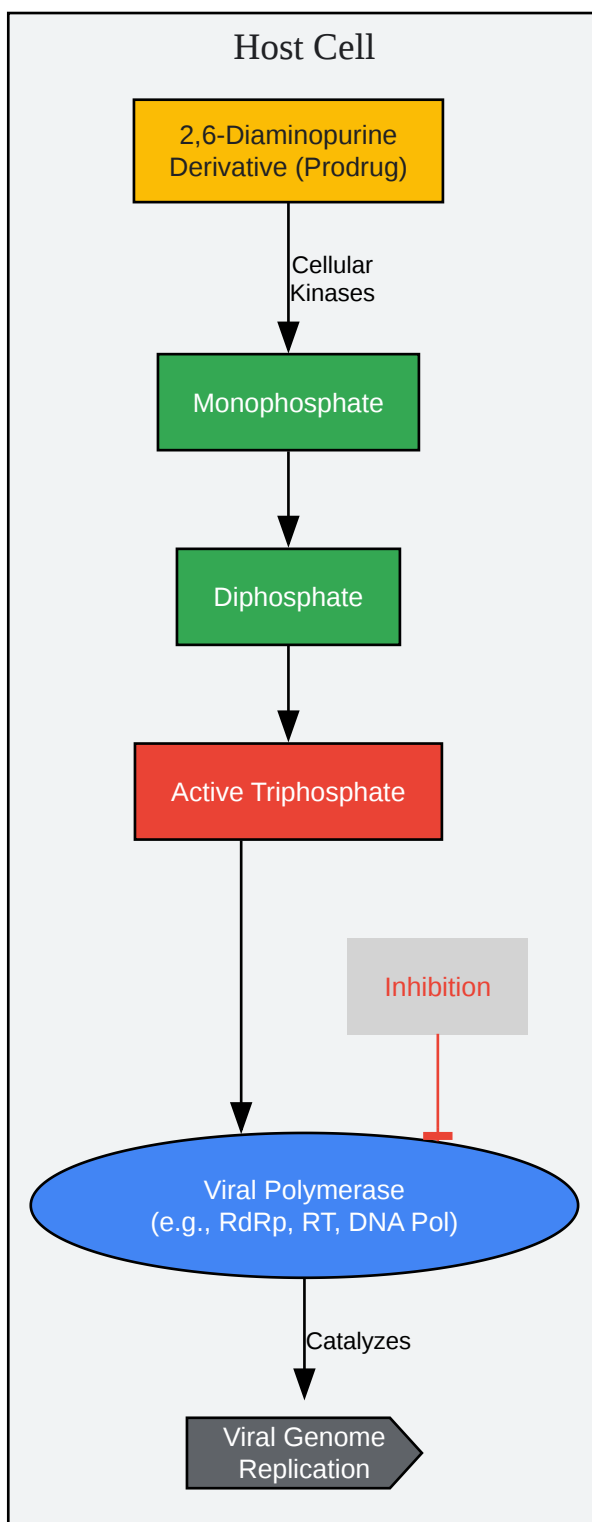 Host Cell
2,6-Diaminopurine
Derivative (Prodrug)
Cellular
Kinases
Monophosphate
Diphosphate
Active Triphosphate
Inhibition
Viral Polymerase
(e.g., RdRp, RT, DNA Pol)
Catalyzes
Viral Genome
Replication